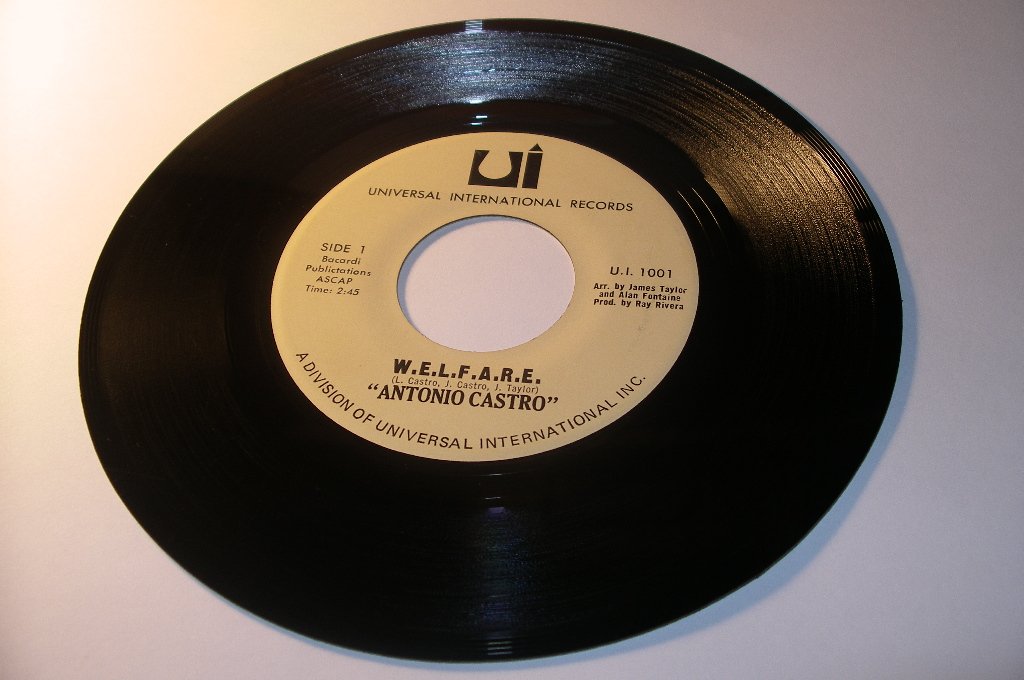 ui
UNIVERSAL INTERNATIONAL RECORDS
SIDE 1
Bacardi
Publictations
ASCAP
Time: 2:45
U.I. 1001
Arr. by James Taylor
and Alan Fontaine
Prod. by Ray Rivera
W.E.L.F.A.R.E.
(L. Castro, J. Castro, J. Taylor)
"ANTONIO CASTRO"
A DIVISION OF UNIVERSAL INTERNATIONAL INC.